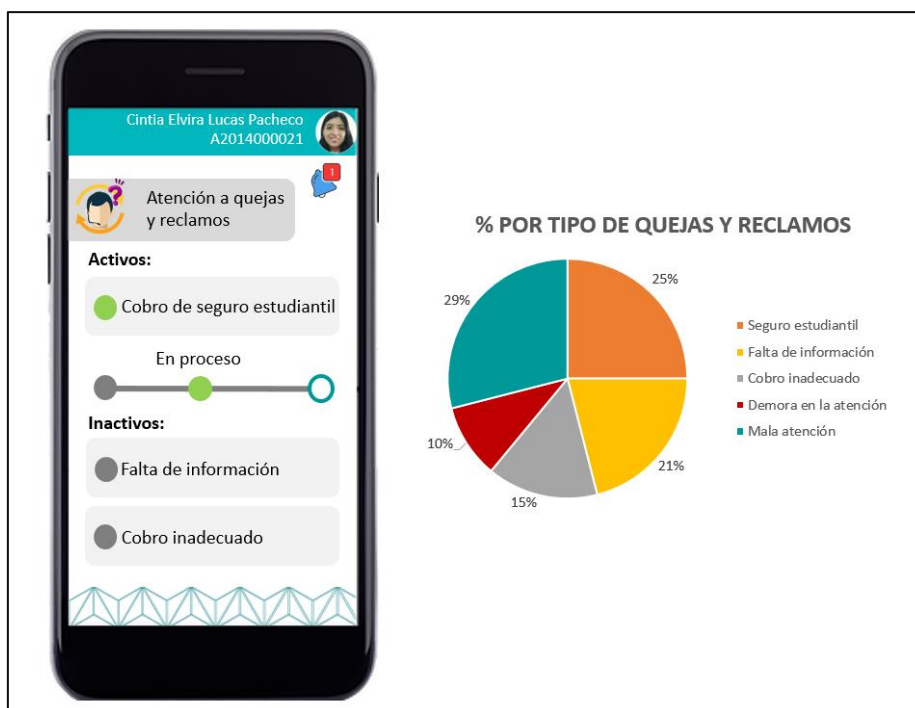 Cintia Elvira Lucas Pacheco
A2014000021
1
Atención a quejas
y reclamos
Activos:
Cobro de seguro estudiantil
En proceso
Inactivos:
Falta de información
Cobro inadecuado
% POR TIPO DE QUEJAS Y RECLAMOS
25%
29%
21%
15%
10%
Seguro estudiantil
Falta de información
Cobro inadecuado
Demora en la atención
Mala atención